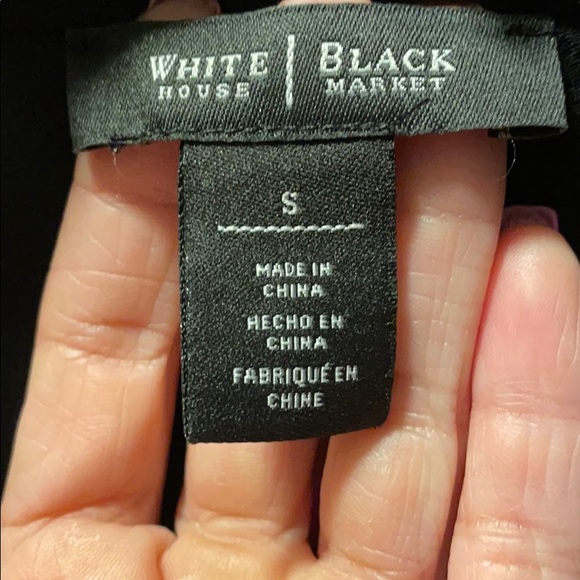 WHITE | BLACK
HOUSE MARKET
S
MADE IN
CHINA
HECHO EN
CHINA
FABRIQUÉ EN
CHINE